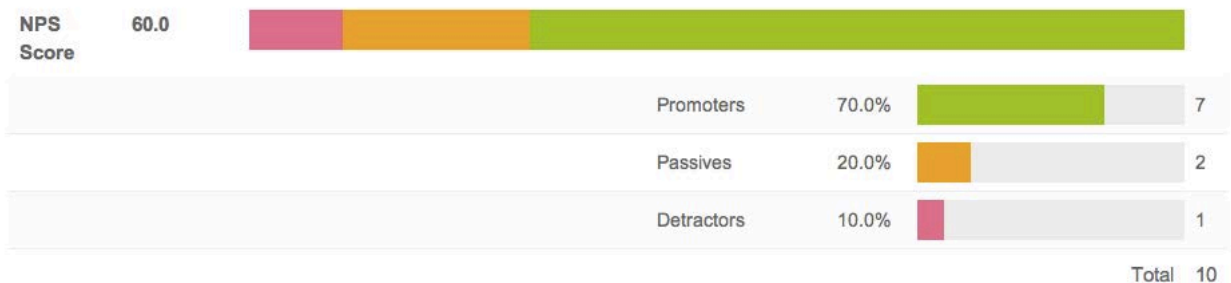 NPS Score 60.0
Promoters 70.0% 7
Passives 20.0% 2
Detractors 10.0% 1
Total 10